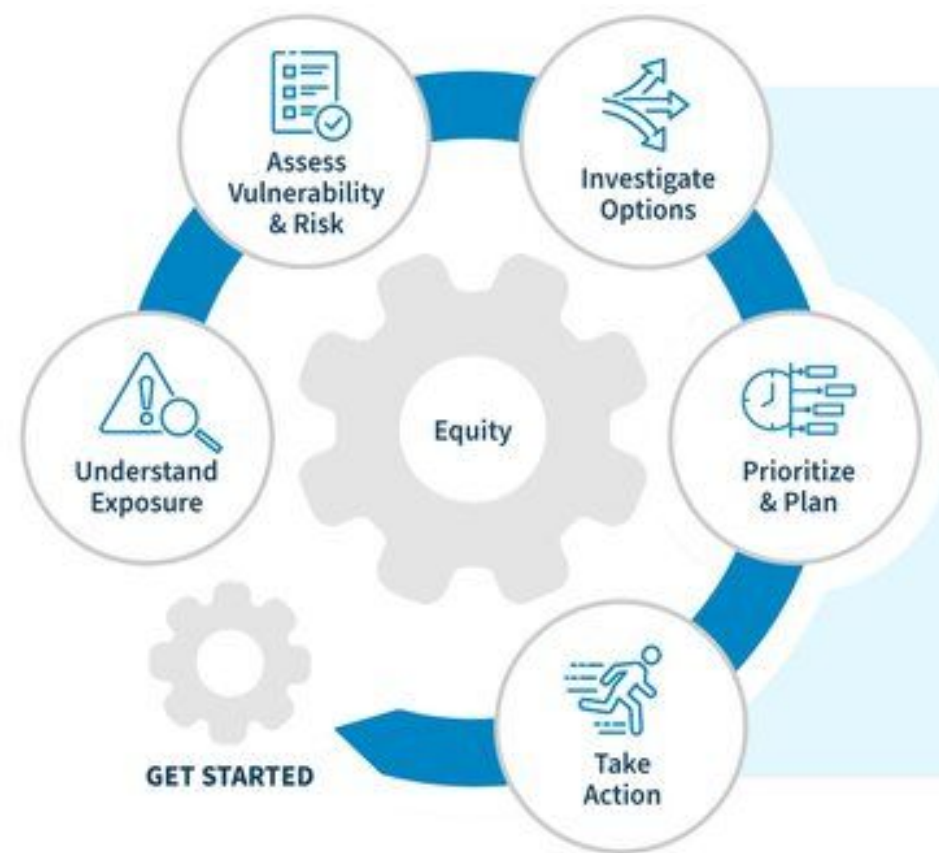 Assess
Vulnerability
& Risk
Investigate
Options
Understand
Exposure
Equity
Prioritize
& Plan
GET STARTED
Take
Action